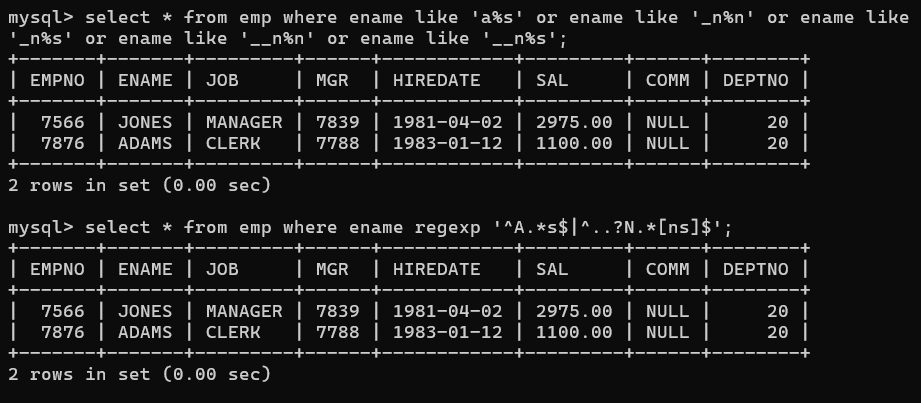 mysql> select * from emp where ename like 'a%s' or ename like '_n%n' or ename like
'_n%s' or ename like '__n%n' or ename like '__n%s';
+-------+-------+---------+------+------------+---------+------+--------+
| EMPNO | ENAME | JOB     | MGR  | HIREDATE   | SAL     | COMM | DEPTNO |
+-------+-------+---------+------+------------+---------+------+--------+
|  7566 | JONES | MANAGER | 7839 | 1981-04-02 | 2975.00 | NULL |     20 |
|  7876 | ADAMS | CLERK   | 7788 | 1983-01-12 | 1100.00 | NULL |     20 |
+-------+-------+---------+------+------------+---------+------+--------+
2 rows in set (0.00 sec)

mysql> select * from emp where ename regexp '^A.*s$|^..?N.*[ns]$';
+-------+-------+---------+------+------------+---------+------+--------+
| EMPNO | ENAME | JOB     | MGR  | HIREDATE   | SAL     | COMM | DEPTNO |
+-------+-------+---------+------+------------+---------+------+--------+
|  7566 | JONES | MANAGER | 7839 | 1981-04-02 | 2975.00 | NULL |     20 |
|  7876 | ADAMS | CLERK   | 7788 | 1983-01-12 | 1100.00 | NULL |     20 |
+-------+-------+---------+------+------------+---------+------+--------+
2 rows in set (0.00 sec)